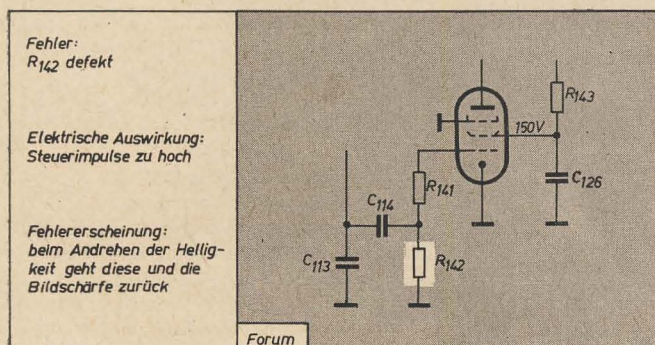 Fehler:
R142 defekt
Elektrische Auswirkung:
Steuerimpulse zu hoch
Fehlererscheinung:
beim Andrehen der Hellig-
keit geht diese und die
Bildschärfe zurück
R143
150V
C126
R141
C114
C113
R142
Forum